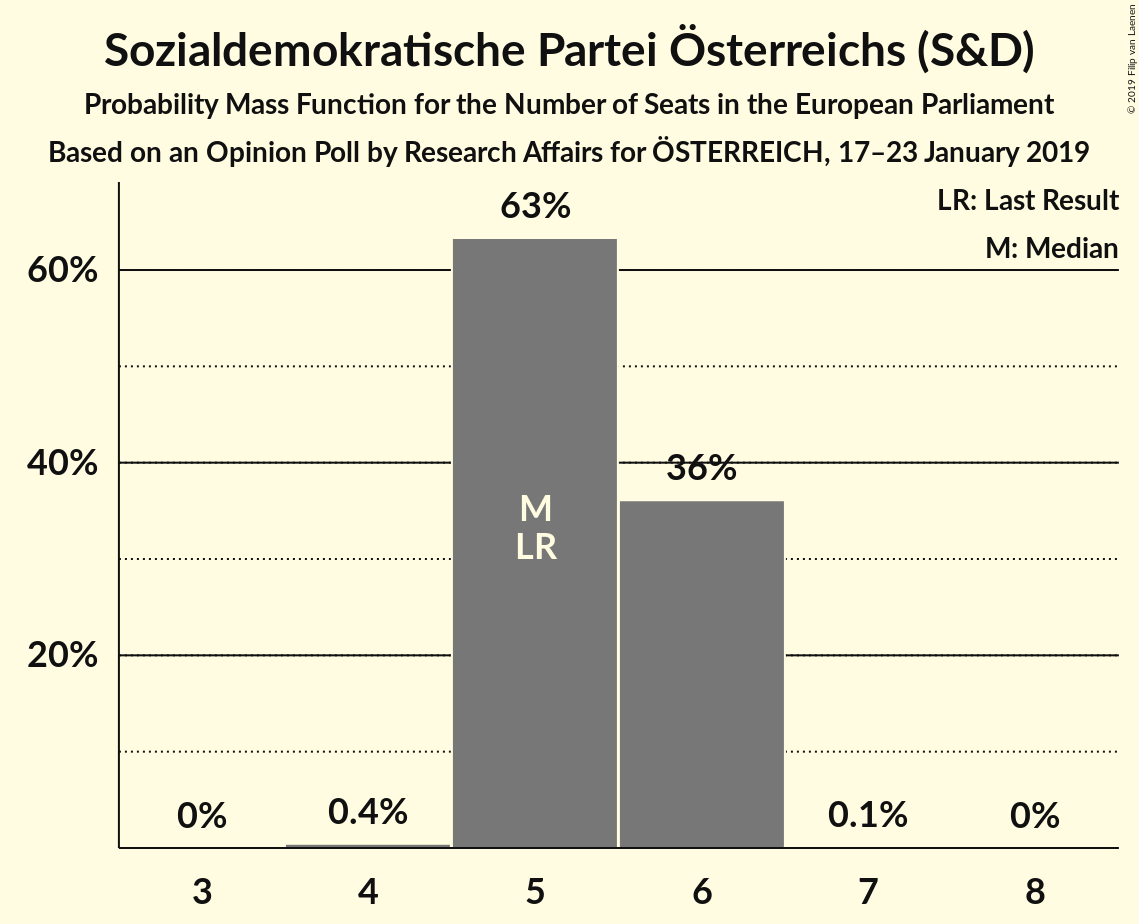 Sozialdemokratische Partei Österreichs (S&D)
Probability Mass Function for the Number of Seats in the European Parliament
Based on an Opinion Poll by Research Affairs for ÖSTERREICH, 17–23 January 2019
© 2019 Filip van Laenen
LR: Last Result
M: Median
63%
60%
40%
36%
M
LR
20%
0%
0.4%
0.1%
0%
3
4
5
6
7
8